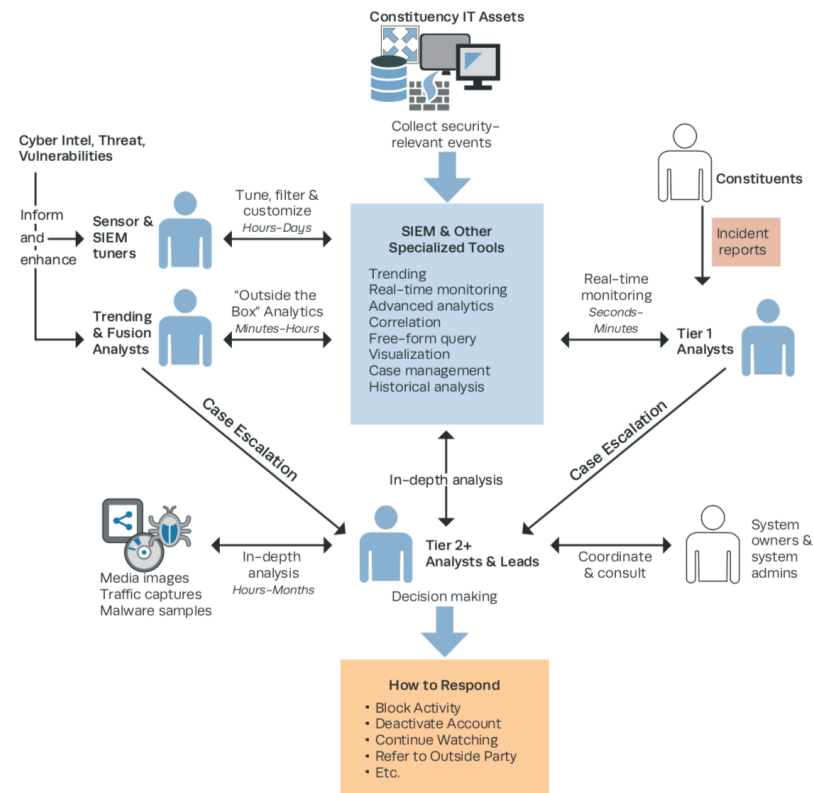 Constituency IT Assets
Collect security-
relevant events
Cyber Intel, Threat,
Vulnerabilities
Inform
and
enhance
Sensor &
SIEM
tuners
Tune, filter &
customize
Hours-Days
Trending
& Fusion
Analysts
"Outside the
Box" Analytics
Minutes-Hours
SIEM & Other
Specialized Tools
Trending
Real-time monitoring
Advanced analytics
Correlation
Free-form query
Visualization
Case management
Historical analysis
Constituents
Incident
reports
Real-time
monitoring
Seconds-
Minutes
Tier 1
Analysts
Case Escalation
Case Escalation
In-depth analysis
Media images
Traffic captures
Malware samples
In-depth
analysis
Hours-Months
Tier 2+
Analysts & Leads
Coordinate
& consult
System
owners &
system
admins
Decision making
How to Respond
• Block Activity
• Deactivate Account
• Continue Watching
• Refer to Outside Party
• Etc.